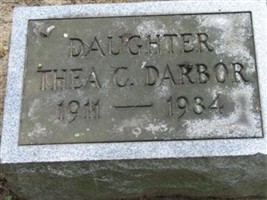 DAUGHTER
THEA C. DARBOR
1911 — 1984